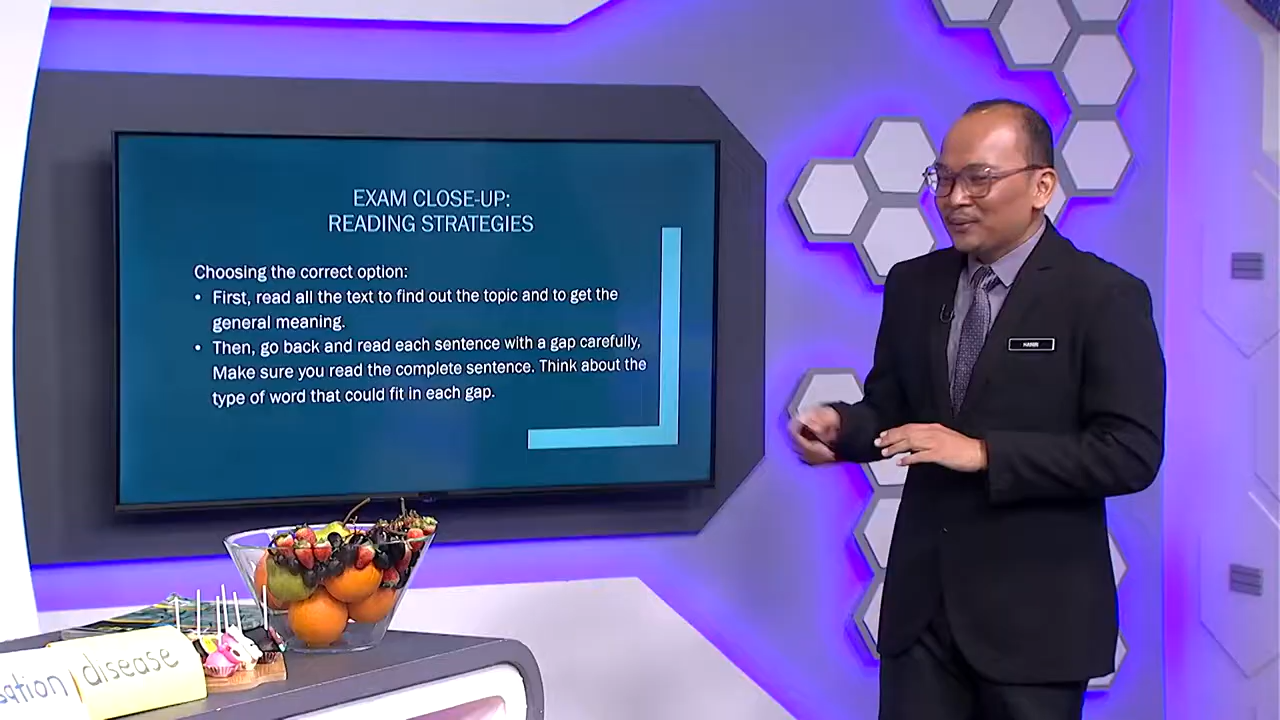 EXAM CLOSE-UP:
READING STRATEGIES
Choosing the correct option:
• First, read all the text to find out the topic and to get the
general meaning.
• Then, go back and read each sentence with a gap carefully,
Make sure you read the complete sentence. Think about the
type of word that could fit in each gap.
disease